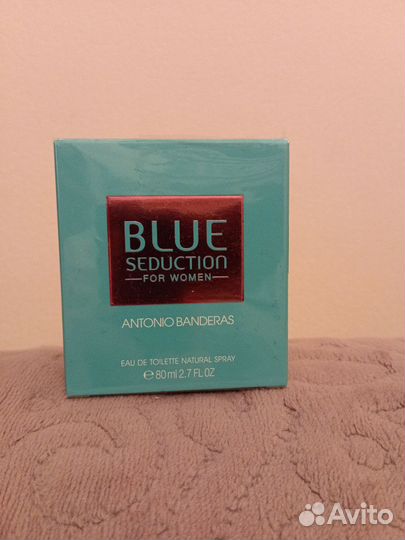 BLUE
SEDUCTION
FOR WOMEN
ANTONIO BANDERAS
EAU DE TOILETTE NATURAL SPRAY
℮ 80 ml 2.7 FL OZ
Avito